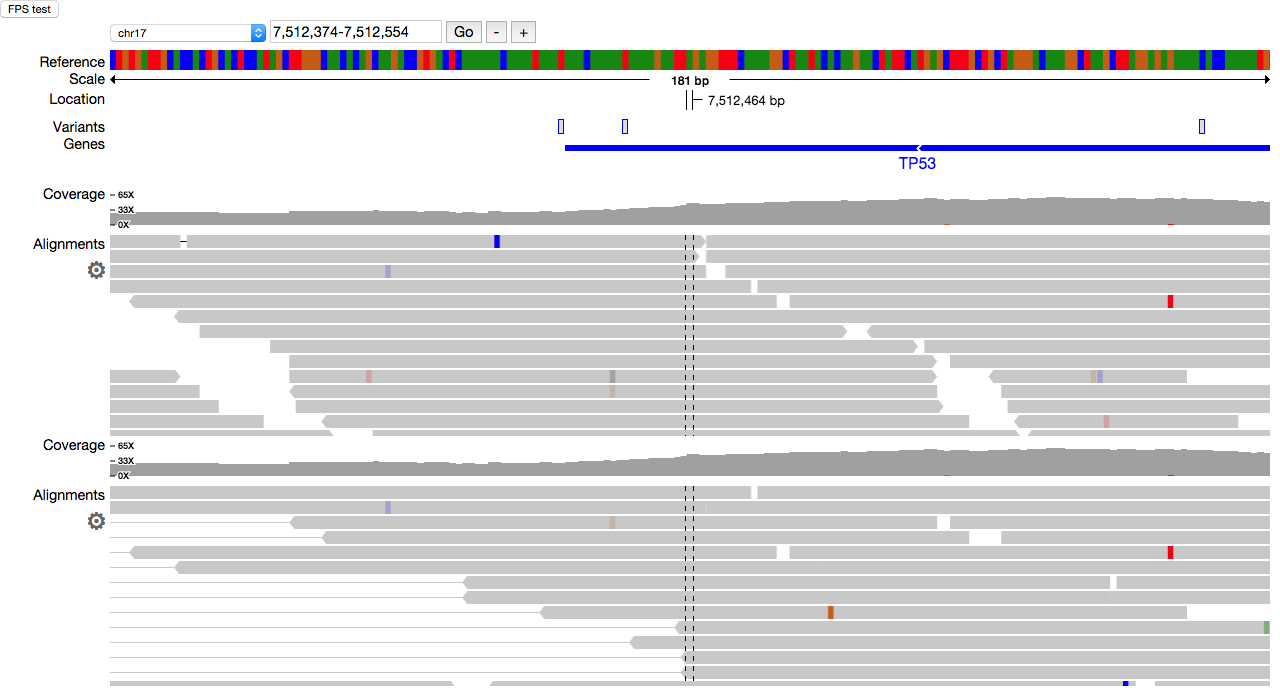 FPS test
chr17 7,512,374-7,512,554 Go - +
Reference
Scale 181 bp
Location 7,512,464 bp
Variants
Genes
TP53
Coverage 65X
33X
0X
Alignments
Coverage 65X
33X
0X
Alignments